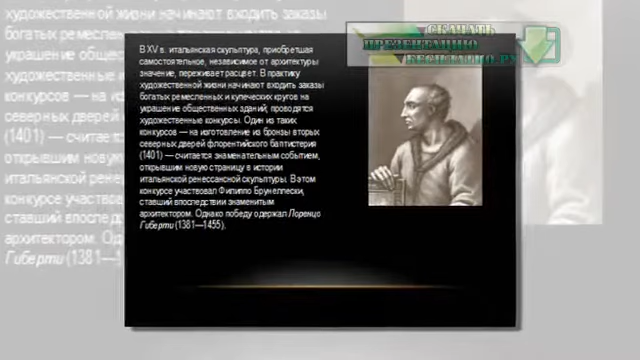 СКАЧАТЬ
ПРЕЗЕНТАЦИЮ
БЕСПЛАТНО РУ
В XV в. итальянская скульптура, приобретшая
самостоятельное, независимое от архитектуры
значение, переживает расцвет. В практику
художественной жизни начинают входить заказы
богатых ремесленных и купеческих кругов на
украшение общественных зданий; проводятся
художественные конкурсы. Один из таких
конкурсов — на изготовление из бронзы вторых
северных дверей флорентийского баптистерия
(1401) — считается знаменательным событием,
открывшим новую страницу в истории
итальянской ренессансной скульптуры. В этом
конкурсе участвовал Филиппо Брунеллески,
ставший впоследствии знаменитым
архитектором. Однако победу одержал Лоренцо
Гиберти (1381—1455).